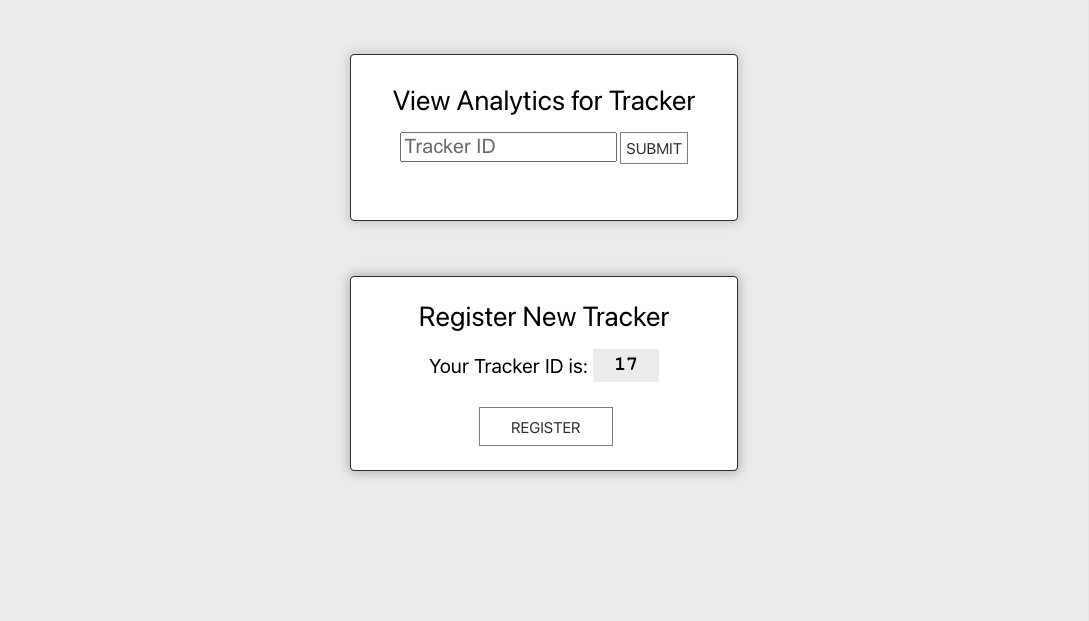 View Analytics for Tracker
Tracker ID SUBMIT
Register New Tracker
Your Tracker ID is: 17
REGISTER